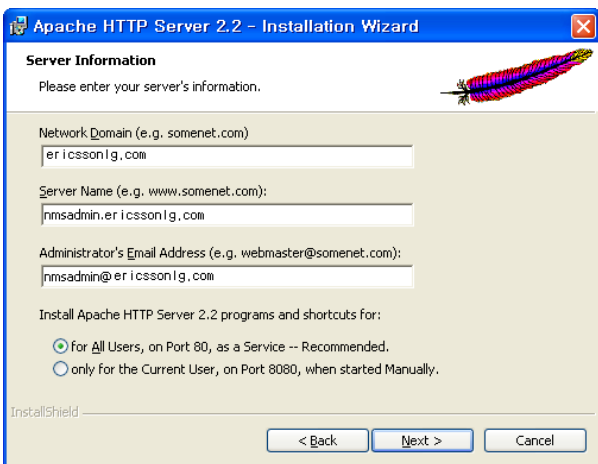 Apache HTTP Server 2.2 - Installation Wizard
Server Information
Please enter your server's information.
Network Domain (e.g. somenet.com)
ericssonlg.com
Server Name (e.g. www.somenet.com):
nmsadmin.ericssonlg.com
Administrator's Email Address (e.g. webmaster@somenet.com):
nmsadmin@ericssonlg.com
Install Apache HTTP Server 2.2 programs and shortcuts for:
for All Users, on Port 80, as a Service -- Recommended.
only for the Current User, on Port 8080, when started Manually.
InstallShield
< Back Next > Cancel